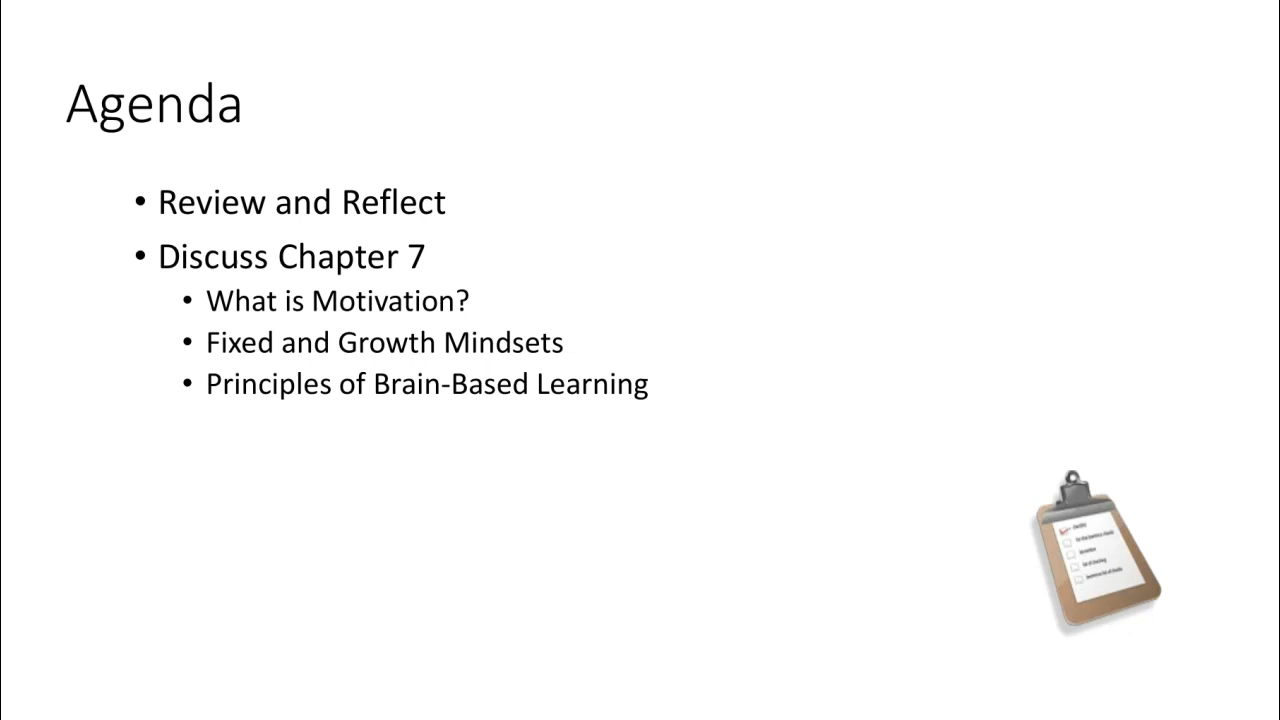 Agenda
• Review and Reflect
• Discuss Chapter 7
• What is Motivation?
• Fixed and Growth Mindsets
• Principles of Brain-Based Learning